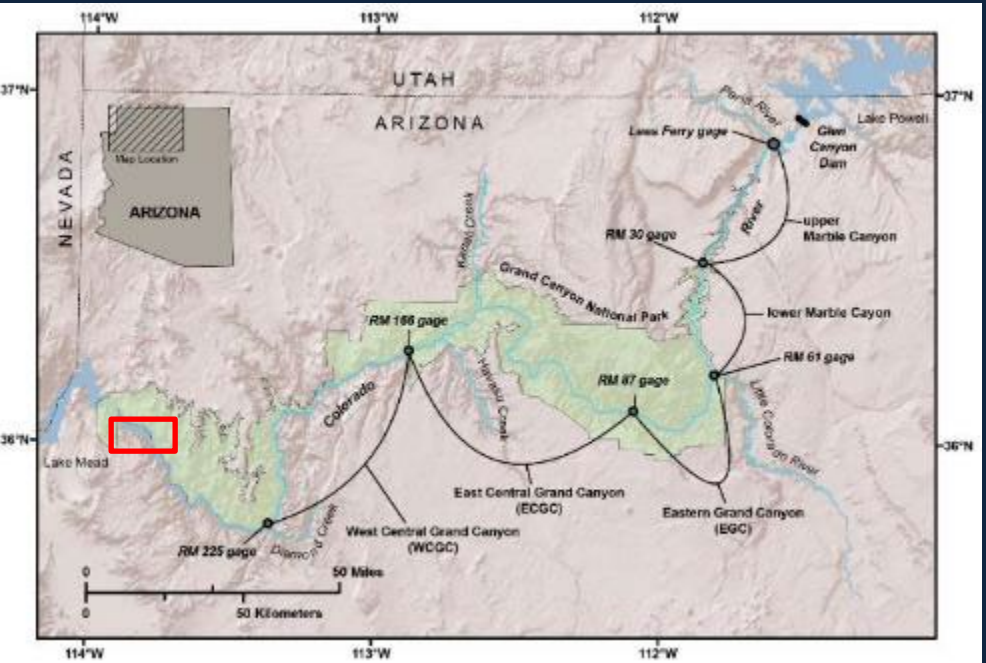 114°W
113°W
112°W
37°N
37°N
UTAH
ARIZONA
NEVADA
Map Location
ARIZONA
Paria River
Lake Powell
Lees Ferry gage
Glen
Canyon
Dam
Kanab Creek
River
upper
Marble Canyon
RM 30 gage
Grand Canyon National Park
lower Marble Cayon
RM 166 gage
RM 61 gage
RM 87 gage
Havasu Creek
Colorado
Little Colorado River
36°N
36°N
Lake Mead
East Central Grand Canyon
(ECGC)
Eastern Grand Canyon
(EGC)
West Central Grand Canyon
(WCGC)
RM 225 gage
Diamond Creek
0
50 Miles
0
50 Kilometers
114°W
113°W
112°W